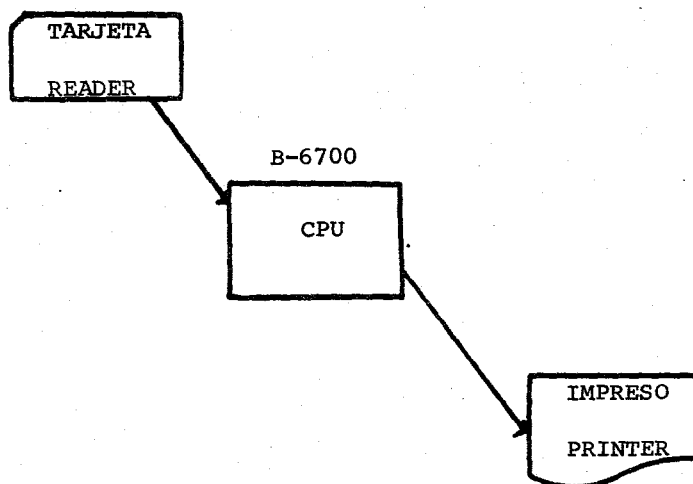 TARJETA
READER
B-6700
CPU
IMPRESO
PRINTER